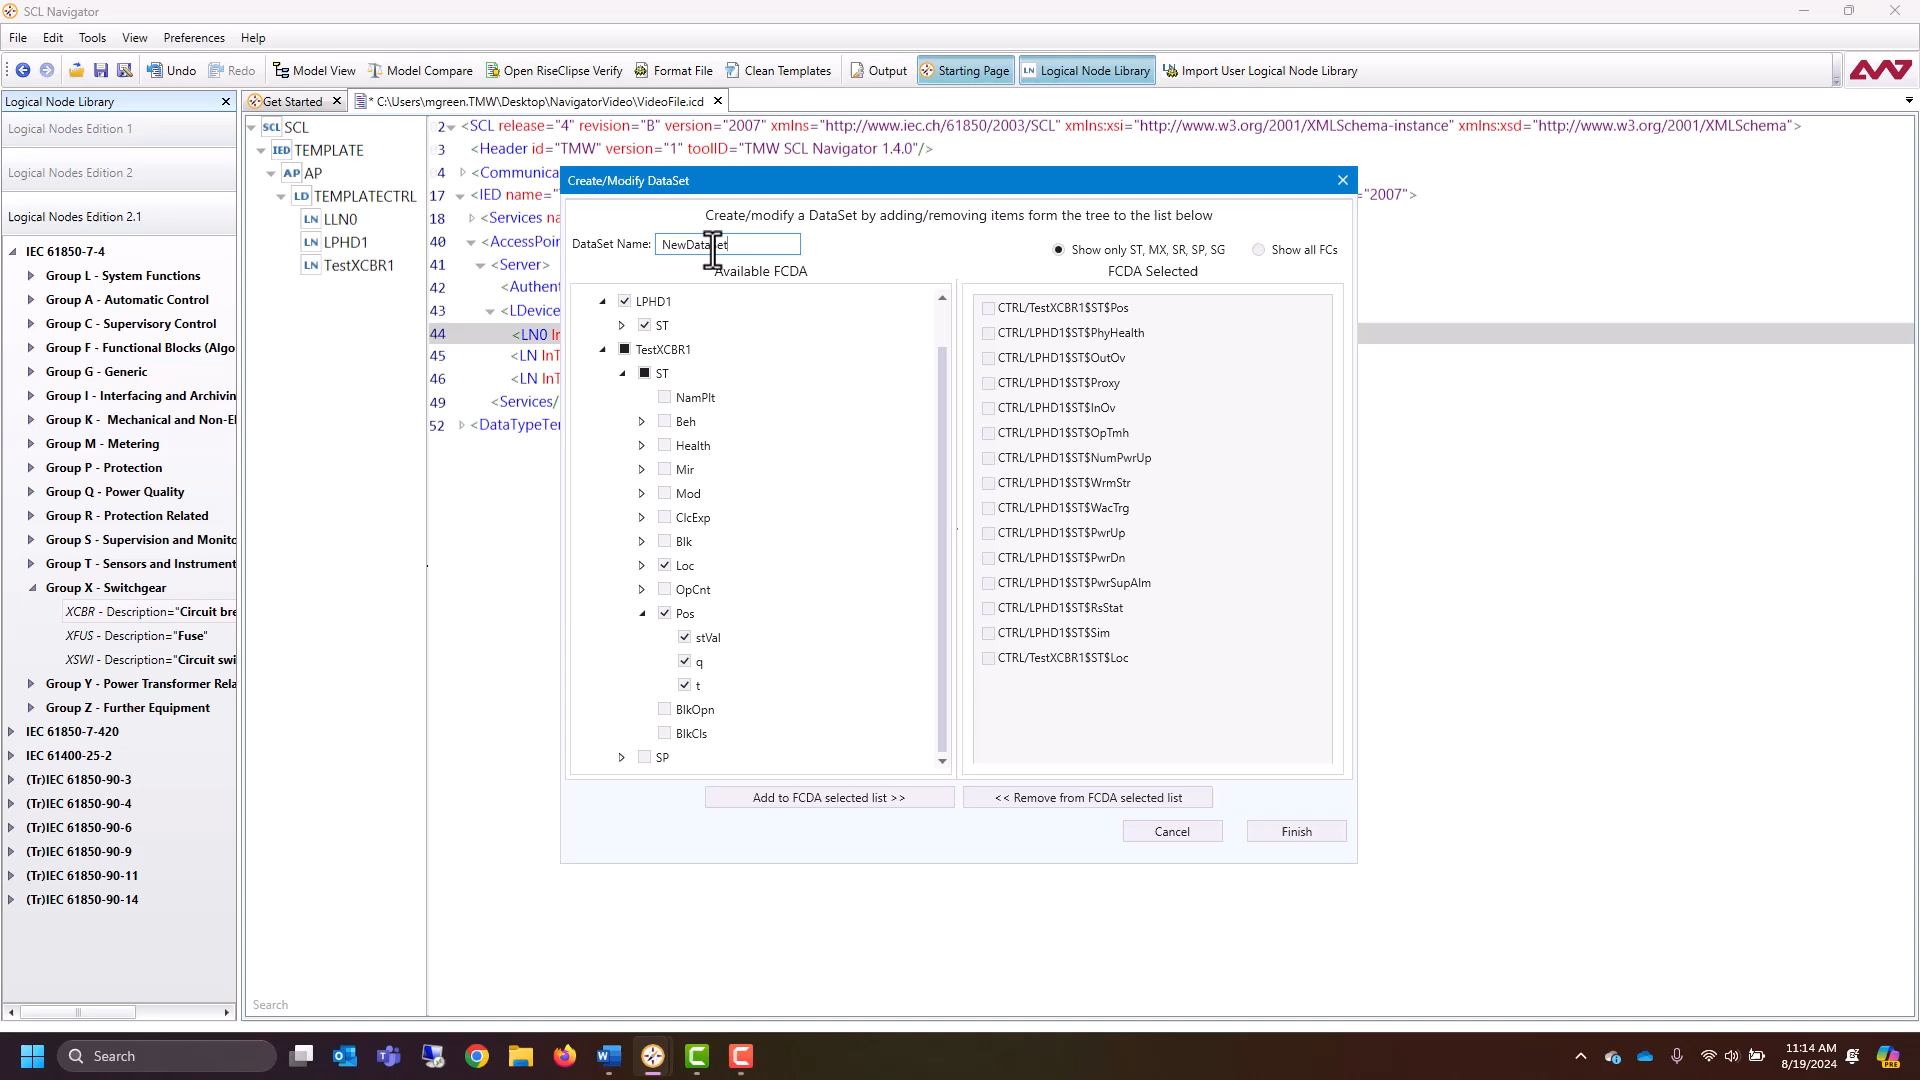 SCL Navigator
File Edit Tools View Preferences Help
Undo Redo Model View Model Compare Open RiseClipse Verify Format File Clean Templates Output Starting Page LN Logical Node Library Import User Logical Node Library
Logical Node Library
Logical Nodes Edition 1
Logical Nodes Edition 2
Logical Nodes Edition 2.1
IEC 61850-7-4
Group L - System Functions
Group A - Automatic Control
Group C - Supervisory Control
Group F - Functional Blocks (Algo
Group G - Generic
Group I - Interfacing and Archivin
Group K - Mechanical and Non-El
Group M - Metering
Group P - Protection
Group Q - Power Quality
Group R - Protection Related
Group S - Supervision and Monito
Group T - Sensors and Instrument
Group X - Switchgear
XCBR - Description="Circuit bre
XFUS - Description="Fuse"
XSWI - Description="Circuit swi
Group Y - Power Transformer Rela
Group Z - Further Equipment
IEC 61850-7-420
IEC 61400-25-2
(Tr)IEC 61850-90-3
(Tr)IEC 61850-90-4
(Tr)IEC 61850-90-6
(Tr)IEC 61850-90-9
(Tr)IEC 61850-90-11
(Tr)IEC 61850-90-14
Get Started * C:\Users\mgreen.TMW\Desktop\NavigatorVideo\VideoFile.icd
SCL SCL
IED TEMPLATE
AP AP
LD TEMPLATECTRL
LN LLN0
LN LPHD1
LN TestXCBR1
Search
2 <SCL release="4" revision="B" version="2007" xmlns="http://www.iec.ch/61850/2003/SCL" xmlns:xsi="http://www.w3.org/2001/XMLSchema-instance" xmlns:xsd="http://www.w3.org/2001/XMLSchema">
3 <Header id="TMW" version="1" toolID="TMW SCL Navigator 1.4.0"/>
4 <Communica
17 <IED name=" ="2007">
18 <Services na
40 <AccessPoin
41 <Server>
42 <Authent
43 <LDevice
44 <LN0 In
45 <LN InT
46 <LN InT
49 <Services/
52 <DataTypeTer
Create/Modify DataSet
Create/modify a DataSet by adding/removing items form the tree to the list below
DataSet Name: NewDataSet
Show only ST, MX, SR, SP, SG Show all FCs
Available FCDA
LPHD1
ST
TestXCBR1
ST
NamPlt
Beh
Health
Mir
Mod
ClcExp
Blk
Loc
OpCnt
Pos
stVal
q
t
BlkOpn
BlkCls
SP
FCDA Selected
CTRL/TestXCBR1$ST$Pos
CTRL/LPHD1$ST$PhyHealth
CTRL/LPHD1$ST$OutOv
CTRL/LPHD1$ST$Proxy
CTRL/LPHD1$ST$InOv
CTRL/LPHD1$ST$OpTmh
CTRL/LPHD1$ST$NumPwrUp
CTRL/LPHD1$ST$WrmStr
CTRL/LPHD1$ST$WacTrg
CTRL/LPHD1$ST$PwrUp
CTRL/LPHD1$ST$PwrDn
CTRL/LPHD1$ST$PwrSupAlm
CTRL/LPHD1$ST$RsStat
CTRL/LPHD1$ST$Sim
CTRL/TestXCBR1$ST$Loc
Add to FCDA selected list >> << Remove from FCDA selected list
Cancel Finish
Search
11:14 AM
8/19/2024
PRE